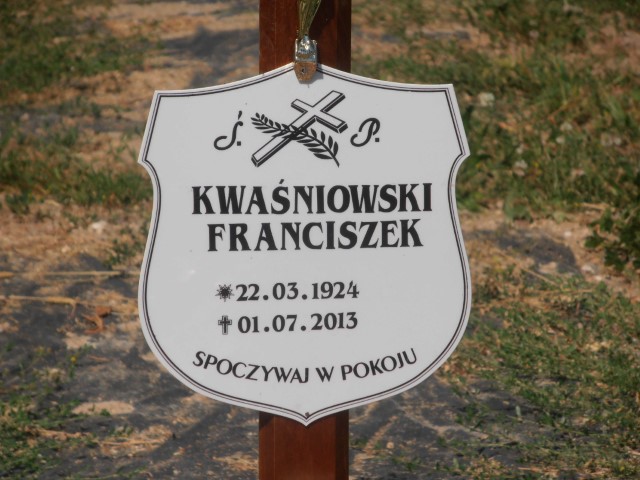 Ś. P.
KWAŚNIOWSKI
FRANCISZEK
22.03.1924
01.07.2013
SPOCZYWAJ W POKOJU